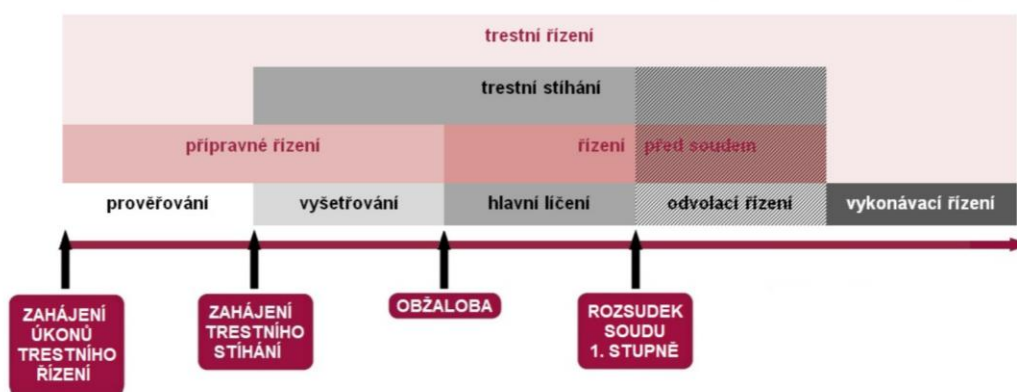 trestní řízení
trestní stíhání
přípravné řízení
řízení před soudem
prověřování
vyšetřování
hlavní líčení
odvolací řízení
vykonávací řízení
ZAHÁJENÍ
ÚKONŮ
TRESTNÍHO
ŘÍZENÍ
ZAHÁJENÍ
TRESTNÍHO
STÍHÁNÍ
OBŽALOBA
ROZSUDEK
SOUDU
1. STUPNĚ